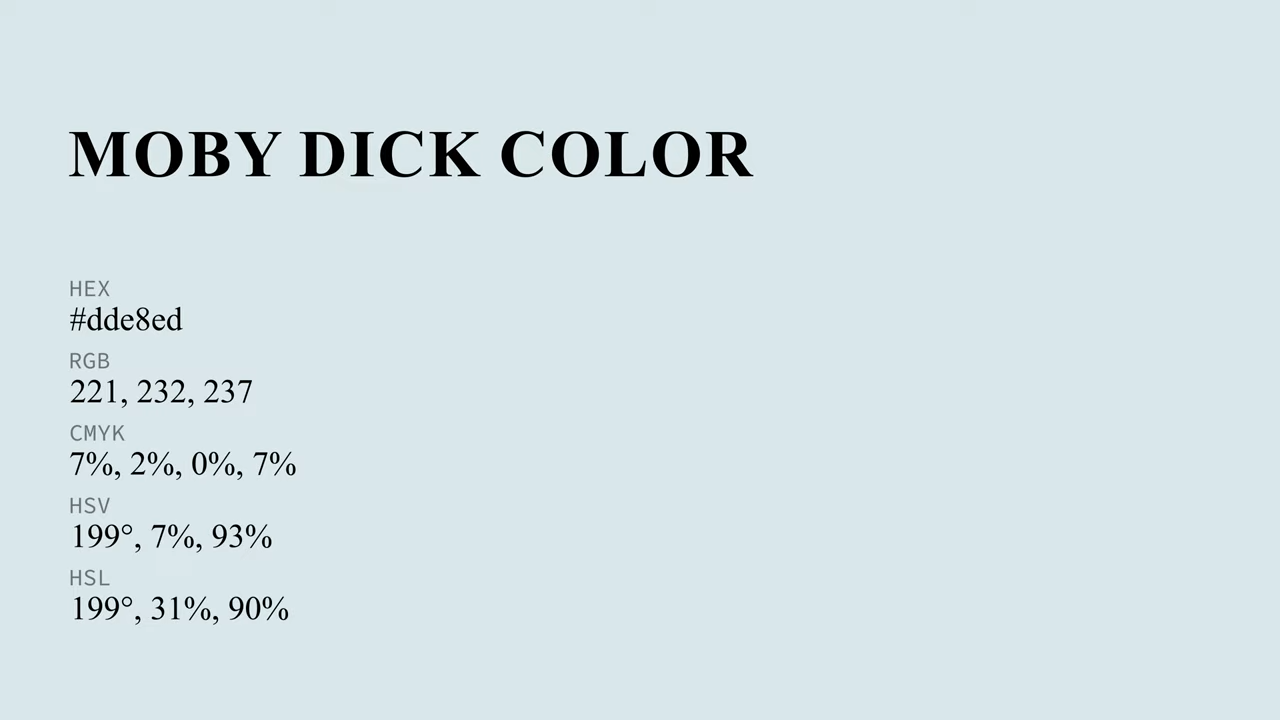 MOBY DICK COLOR
HEX
#dde8ed
RGB
221, 232, 237
CMYK
7%, 2%, 0%, 7%
HSV
199°, 7%, 93%
HSL
199°, 31%, 90%